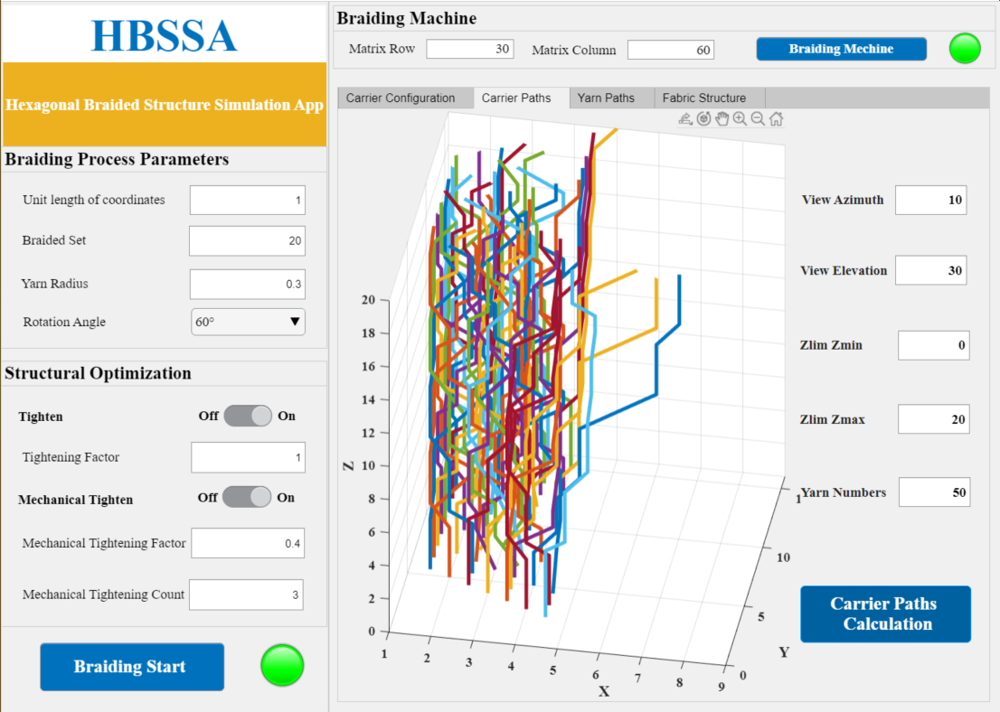 HBSSA
Hexagonal Braided Structure Simulation App
Braiding Process Parameters
Unit length of coordinates 1
Braided Set 20
Yarn Radius 0.3
Rotation Angle 60°
Structural Optimization
Tighten Off On
Tightening Factor 1
Mechanical Tighten Off On
Mechanical Tightening Factor 0.4
Mechanical Tightening Count 3
Braiding Start
Braiding Machine
Matrix Row 30 Matrix Column 60 Braiding Mechine
Carrier Configuration Carrier Paths Yarn Paths Fabric Structure
20
18
16
14
12
10
8
6
4
2
0
Z
1 2 3 4 5 6 7 8 9
X
0
5
10
1
Y
View Azimuth 10
View Elevation 30
Zlim Zmin 0
Zlim Zmax 20
Yarn Numbers 50
Carrier Paths
Calculation